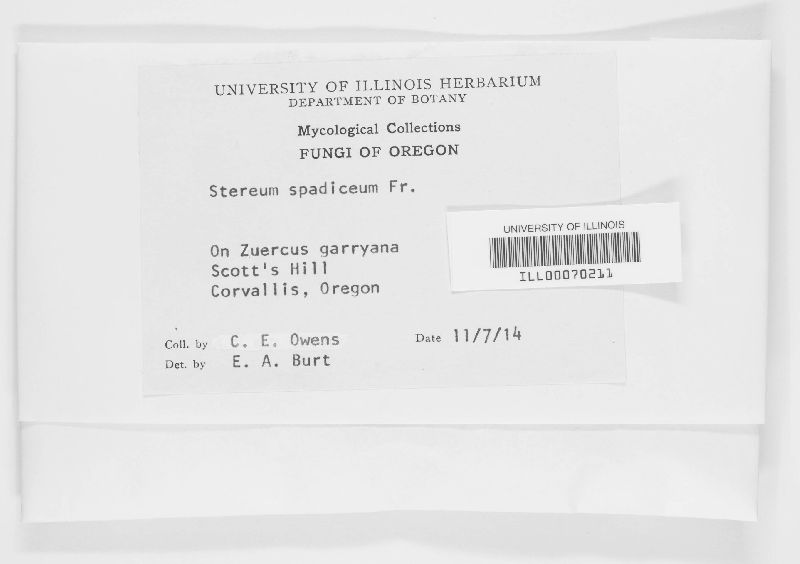 UNIVERSITY OF ILLINOIS HERBARIUM
DEPARTMENT OF BOTANY
Mycological Collections
FUNGI OF OREGON
Stereum spadiceum Fr.
On Zuercus garryana
Scott's Hill
Corvallis, Oregon
UNIVERSITY OF ILLINOIS
ILL00070211
Coll. by C. E. Owens Date 11/7/14
Det. by E. A. Burt